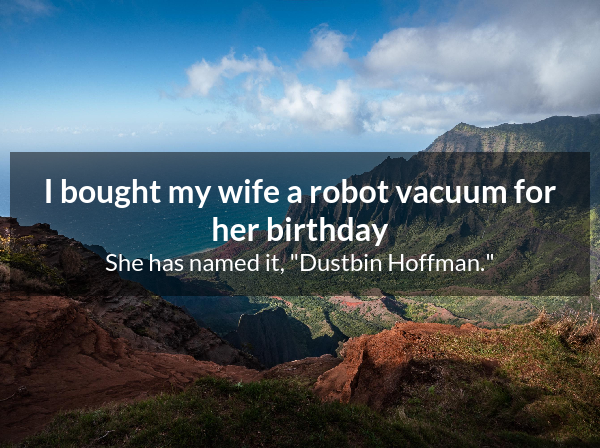 I bought my wife a robot vacuum for
her birthday
She has named it, "Dustbin Hoffman."